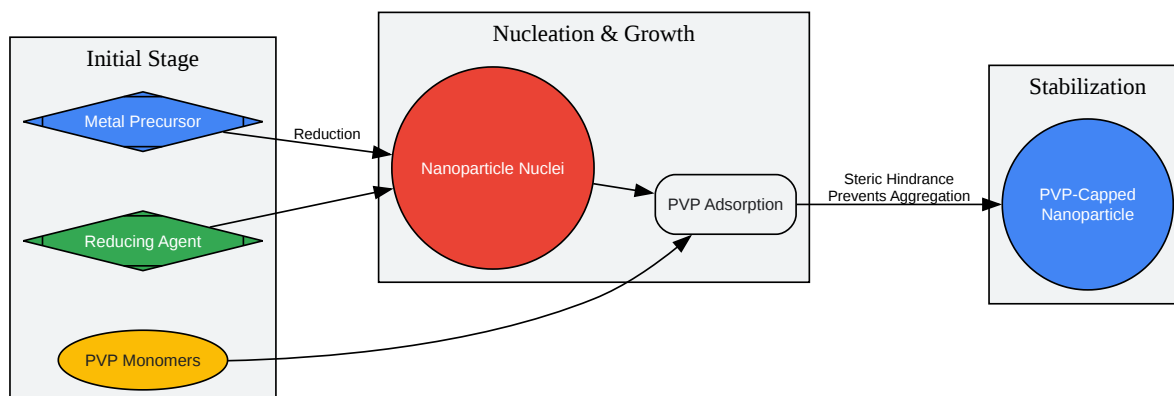 Initial Stage
Metal Precursor
Reducing Agent
PVP Monomers
Reduction
Nucleation & Growth
Nanoparticle Nuclei
PVP Adsorption
Steric Hindrance
Prevents Aggregation
Stabilization
PVP-Capped
Nanoparticle